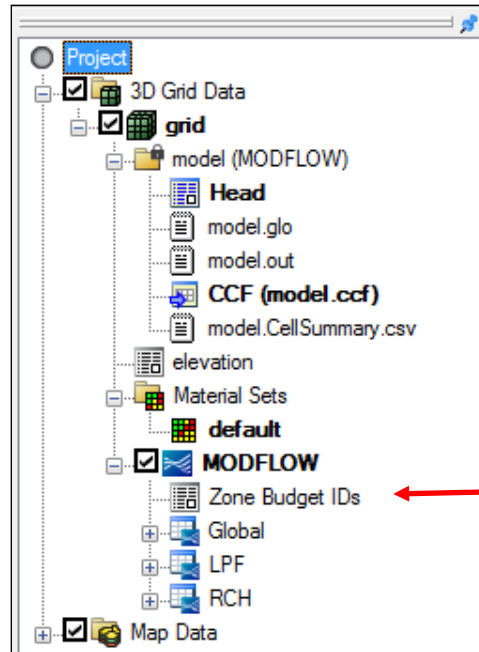 Project
3D Grid Data
grid
model (MODFLOW)
Head
model.glo
model.out
CCF (model.ccf)
model.CellSummary.csv
elevation
Material Sets
default
MODFLOW
Zone Budget IDs
Global
LPF
RCH
Map Data